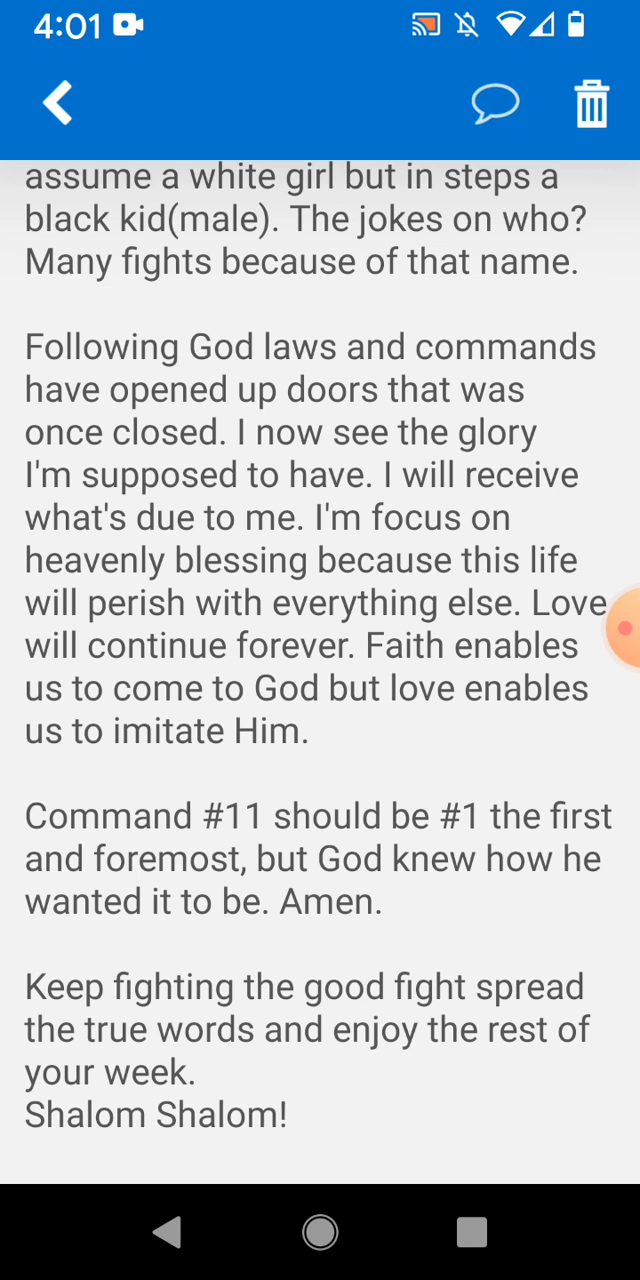 4:01
assume a white girl but in steps a
black kid(male). The jokes on who?
Many fights because of that name.
Following God laws and commands
have opened up doors that was
once closed. I now see the glory
I'm supposed to have. I will receive
what's due to me. I'm focus on
heavenly blessing because this life
will perish with everything else. Love
will continue forever. Faith enables
us to come to God but love enables
us to imitate Him.
Command #11 should be #1 the first
and foremost, but God knew how he
wanted it to be. Amen.
Keep fighting the good fight spread
the true words and enjoy the rest of
your week.
Shalom Shalom!